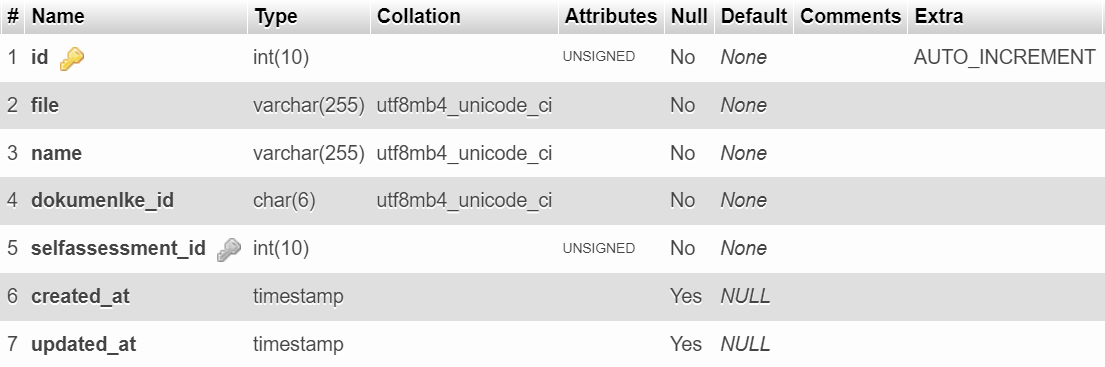 # Name Type Collation Attributes Null Default Comments Extra
1 id int(10) UNSIGNED No None AUTO_INCREMENT
2 file varchar(255) utf8mb4_unicode_ci No None
3 name varchar(255) utf8mb4_unicode_ci No None
4 dokumenlke_id char(6) utf8mb4_unicode_ci No None
5 selfassessment_id int(10) UNSIGNED No None
6 created_at timestamp Yes NULL
7 updated_at timestamp Yes NULL